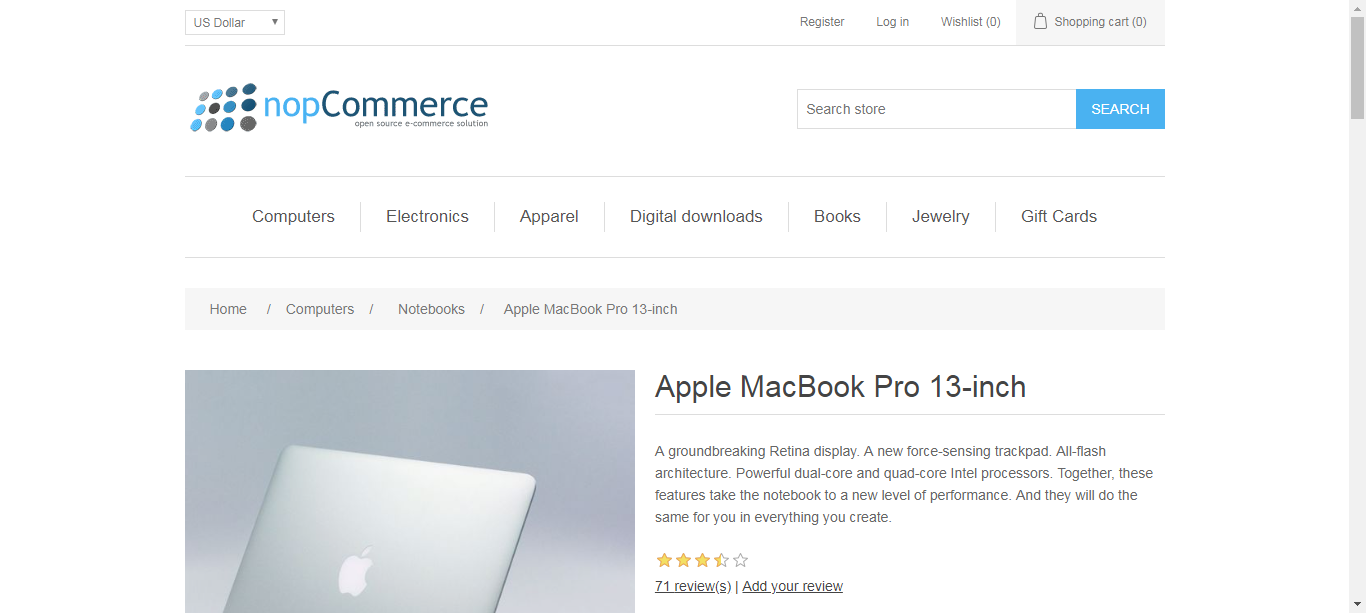 US Dollar
Register
Log in
Wishlist (0)
Shopping cart (0)
nopCommerce
open source e-commerce solution
Search store
SEARCH
Computers
Electronics
Apparel
Digital downloads
Books
Jewelry
Gift Cards
Home / Computers / Notebooks / Apple MacBook Pro 13-inch
Apple MacBook Pro 13-inch
A groundbreaking Retina display. A new force-sensing trackpad. All-flash
architecture. Powerful dual-core and quad-core Intel processors. Together, these
features take the notebook to a new level of performance. And they will do the
same for you in everything you create.
71 review(s) | Add your review